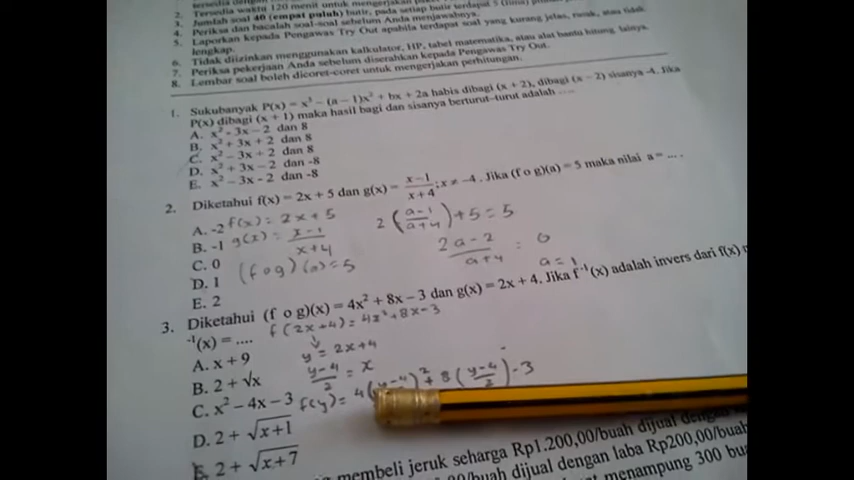 2. Tersedia waktu 120 menit untuk mengerjakan
3. Jumlah soal 40 (empat puluh) butir, pada setiap butir terdapat 5 (lima)
4. Periksa dan bacalah soal-soal sebelum Anda menjawabnya.
5. Laporkan kepada Pengawas Try Out apabila terdapat soal yang kurang jelas, rusak, atau tidak
lengkap.
6. Tidak diizinkan menggunakan kalkulator, HP, tabel matematika, atau alat bantu hitung, lainya.
7. Periksa pekerjaan Anda sebelum diserahkan kepada Pengawas Try Out.
8. Lembar soal boleh dicoret-coret untuk mengerjakan perhitungan.
1. Sukubanyak P(x) = x³ – (a – 1)x² + bx + 2a habis dibagi (x + 2), dibagi (x – 2) sisanya -4. Jika
P(x) dibagi (x + 1) maka hasil bagi dan sisanya berturut-turut adalah ....
A. x² - 3x – 2 dan 8
B. x² + 3x + 2 dan 8
C. x² – 3x + 2 dan 8
D. x² + 3x – 2 dan -8
E. x² – 3x - 2 dan -8
2. Diketahui f(x) = 2x + 5 dan g(x) = (x – 1)/(x + 4); x ≠ –4. Jika (f o g)(a) = 5 maka nilai a = ... .
A. -2 f(x) = 2x + 5 2((a-1)/(a+4)) + 5 = 5
B. -1 g(x) = (x-1)/(x+4) (2a-2)/(a+4) = 0
C. 0 (f o g)(a) = 5 a = 1
D. 1
E. 2
3. Diketahui (f o g)(x) = 4x² + 8x – 3 dan g(x) = 2x + 4. Jika f⁻¹(x) adalah invers dari f(x)
⁻¹(x) = .... f(2x+4) = 4x² + 8x - 3
A. x + 9 y = 2x + 4
B. 2 + √x (y-4)/2 = x
C. x² – 4x – 3 f(y) = 4(y-4)² + 8((y-4)/2) - 3
D. 2 + √(x + 1)
E. 2 + √(x + 7)
membeli jeruk seharga Rp1.200,00/buah dijual dengan
00/buah dijual dengan laba Rp200,00/buah
menampung 300